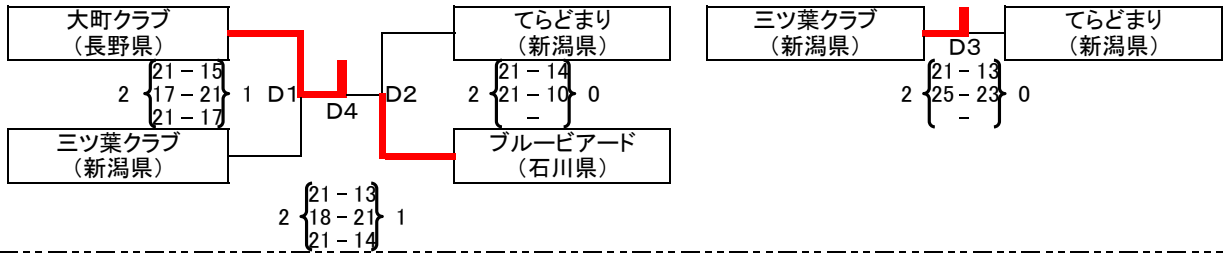 大町クラブ
（長野県）
てらどまり
（新潟県）
三ツ葉クラブ
（新潟県）
D3
てらどまり
（新潟県）
2 21 − 15 1
17 − 21
21 − 17
D1
D4
D2
2 21 − 14 0
21 − 10
−
2 21 − 13 0
25 − 23
−
三ツ葉クラブ
（新潟県）
ブルービアード
（石川県）
2 21 − 13 1
18 − 21
21 − 14